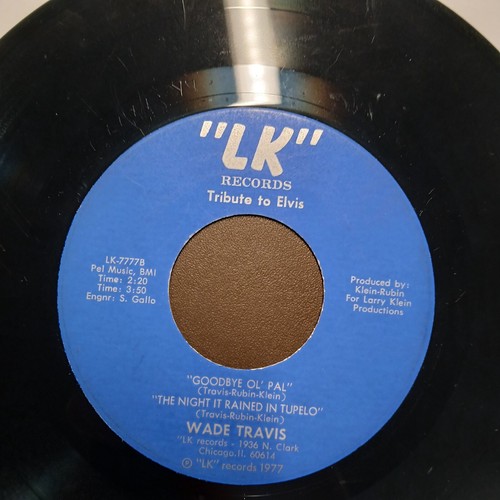 "LK"
RECORDS
Tribute to Elvis
LK-7777B
Pel Music, BMI
Time: 2:20
Time: 3:50
Engnr: S. Gallo
Produced by:
Klein-Rubin
For Larry Klein
Productions
"GOODBYE OL' PAL"
(Travis-Rubin-Klein)
"THE NIGHT IT RAINED IN TUPELO"
(Travis-Rubin-Klein)
WADE TRAVIS
"LK records - 1936 N. Clark
Chicago,Il. 60614
℗ "LK" records 1977